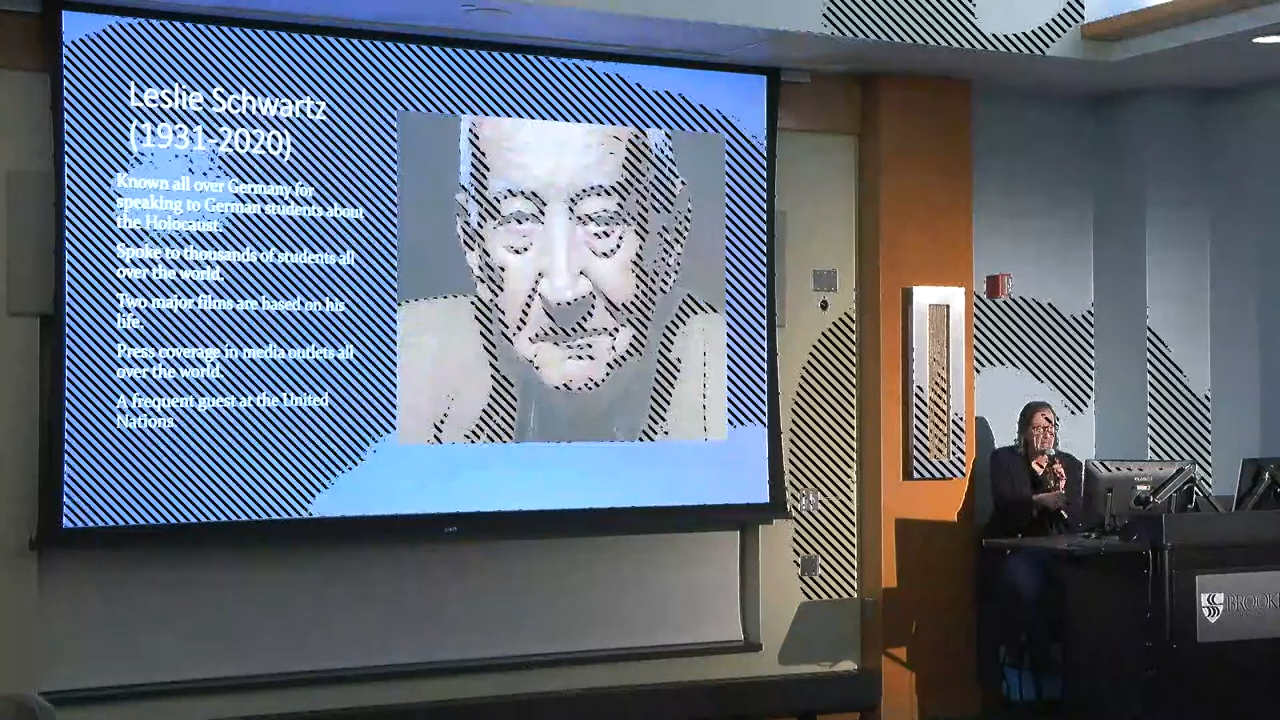 Leslie Schwartz
(1931-2020)
Known all over Germany for
speaking to German students about
the Holocaust.
Spoke to thousands of students all
over the world.
Two major films are based on his
life.
Press coverage in media outlets all
over the world.
A frequent guest at the United
Nations